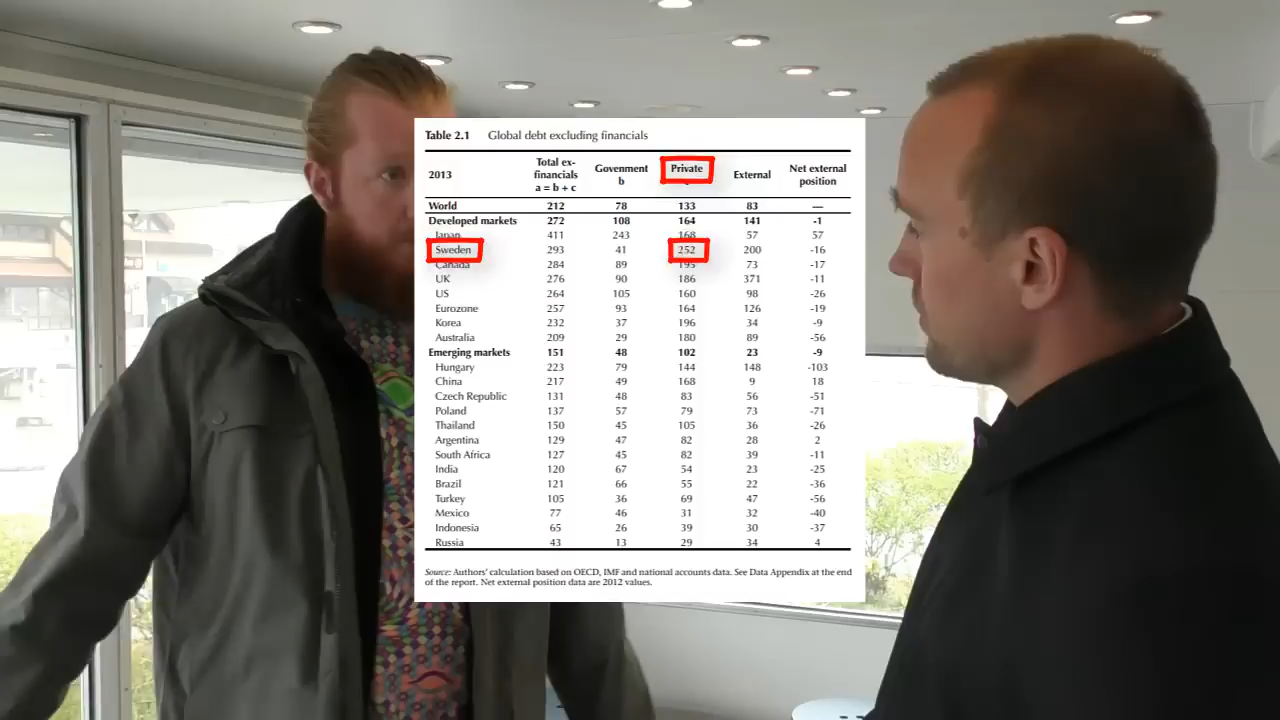 Table 2.1 Global debt excluding financials
2013 Total ex-financials a = b + c Govenment b Private External Net external position
World 212 78 133 83 —
Developed markets 272 108 164 141 -1
Japan 411 243 168 57 57
Sweden 293 41 252 200 -16
Canada 284 89 195 73 -17
UK 276 90 186 371 -11
US 264 105 160 98 -26
Eurozone 257 93 164 126 -19
Korea 232 37 196 34 -9
Australia 209 29 180 89 -56
Emerging markets 151 48 102 23 -9
Hungary 223 79 144 148 -103
China 217 49 168 9 18
Czech Republic 131 48 83 56 -51
Poland 137 57 79 73 -71
Thailand 150 45 105 36 -26
Argentina 129 47 82 28 2
South Africa 127 45 82 39 -11
India 120 67 54 23 -25
Brazil 121 66 55 22 -36
Turkey 105 36 69 47 -56
Mexico 77 46 31 32 -40
Indonesia 65 26 39 30 -37
Russia 43 13 29 34 4
Source: Authors' calculation based on OECD, IMF and national accounts data. See Data Appendix at the end
of the report. Net external position data are 2012 values.